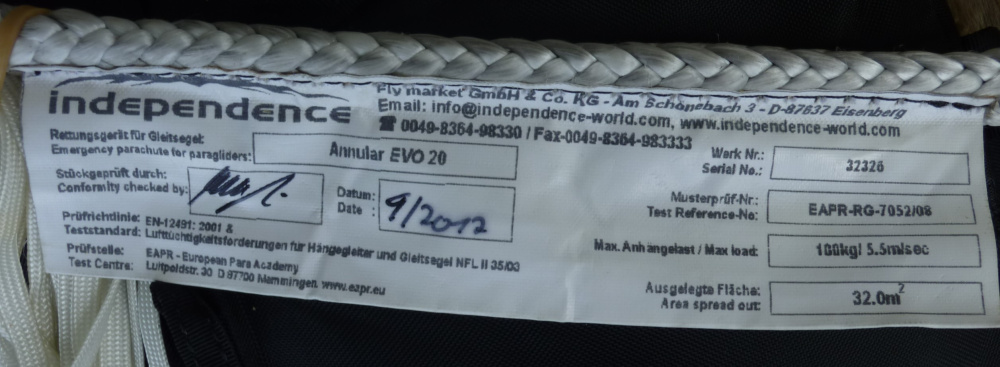 independence
Fly market GmbH & Co. KG - Am Schönebach 3 - D-87637 Eisenberg
Email: info@independence-world.com, www.independence-world.com
☎ 0049-8364-98330 / Fax-0049-8364-983333
Rettungsgerät für Gleitsegel:
Emergency parachute for paragliders:
Annular EVO 20
Stückgeprüft durch:
Conformity checked by:
Datum:
Date :
9/2012
Prüfrichtlinie: EN-12491: 2001 &
Teststandard: Lufttüchtigkeitsforderungen für Hängegleiter und Gleitsegel NFL II 35/03
Prüfstelle: EAPR - European Para Academy
Test Centre: Luitpoldstr. 30 D 87700 Memmingen www.eapr.eu
Werk Nr.:
Serial No.:
32326
Musterprüf-Nr.:
Test Reference-No:
EAPR-RG-7052/08
Max. Anhängelast / Max load:
100kg/ 5.5m/sec
Ausgelegte Fläche:
Area spread out:
32.0m²